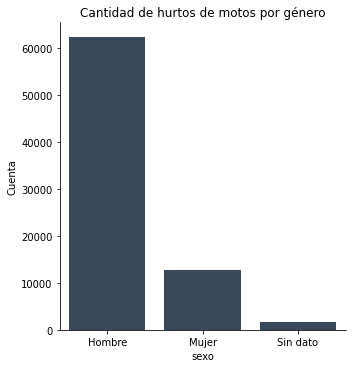 Cantidad de hurtos de motos por género
60000
50000
40000
30000
20000
10000
0
Cuenta
Hombre
Mujer
Sin dato
sexo